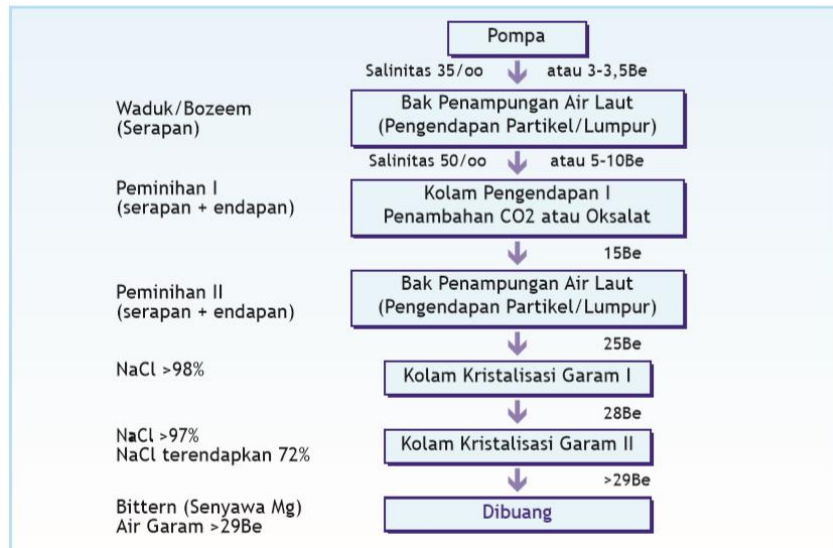 Pompa
Salinitas 35/oo atau 3-3,5Be
Waduk/Bozeem
(Serapan)
Bak Penampungan Air Laut
(Pengendapan Partikel/Lumpur)
Salinitas 50/oo atau 5-10Be
Peminihan I
(serapan + endapan)
Kolam Pengendapan I
Penambahan CO2 atau Oksalat
15Be
Peminihan II
(serapan + endapan)
Bak Penampungan Air Laut
(Pengendapan Partikel/Lumpur)
25Be
NaCl >98%
Kolam Kristalisasi Garam I
28Be
NaCl >97%
NaCl terendapkan 72%
Kolam Kristalisasi Garam II
>29Be
Bittern (Senyawa Mg)
Air Garam >29Be
Dibuang